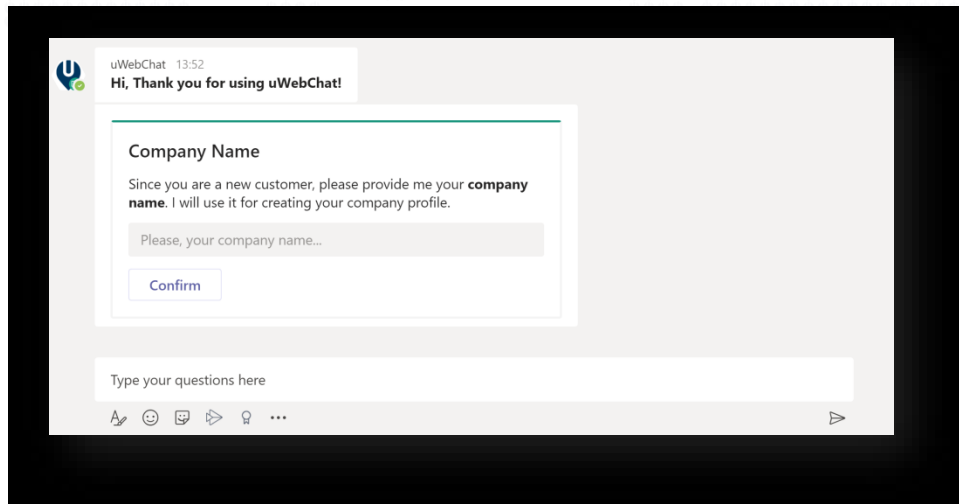 uWebChat 13:52
Hi, Thank you for using uWebChat!
Company Name
Since you are a new customer, please provide me your company
name. I will use it for creating your company profile.
Please, your company name...
Confirm
Type your questions here